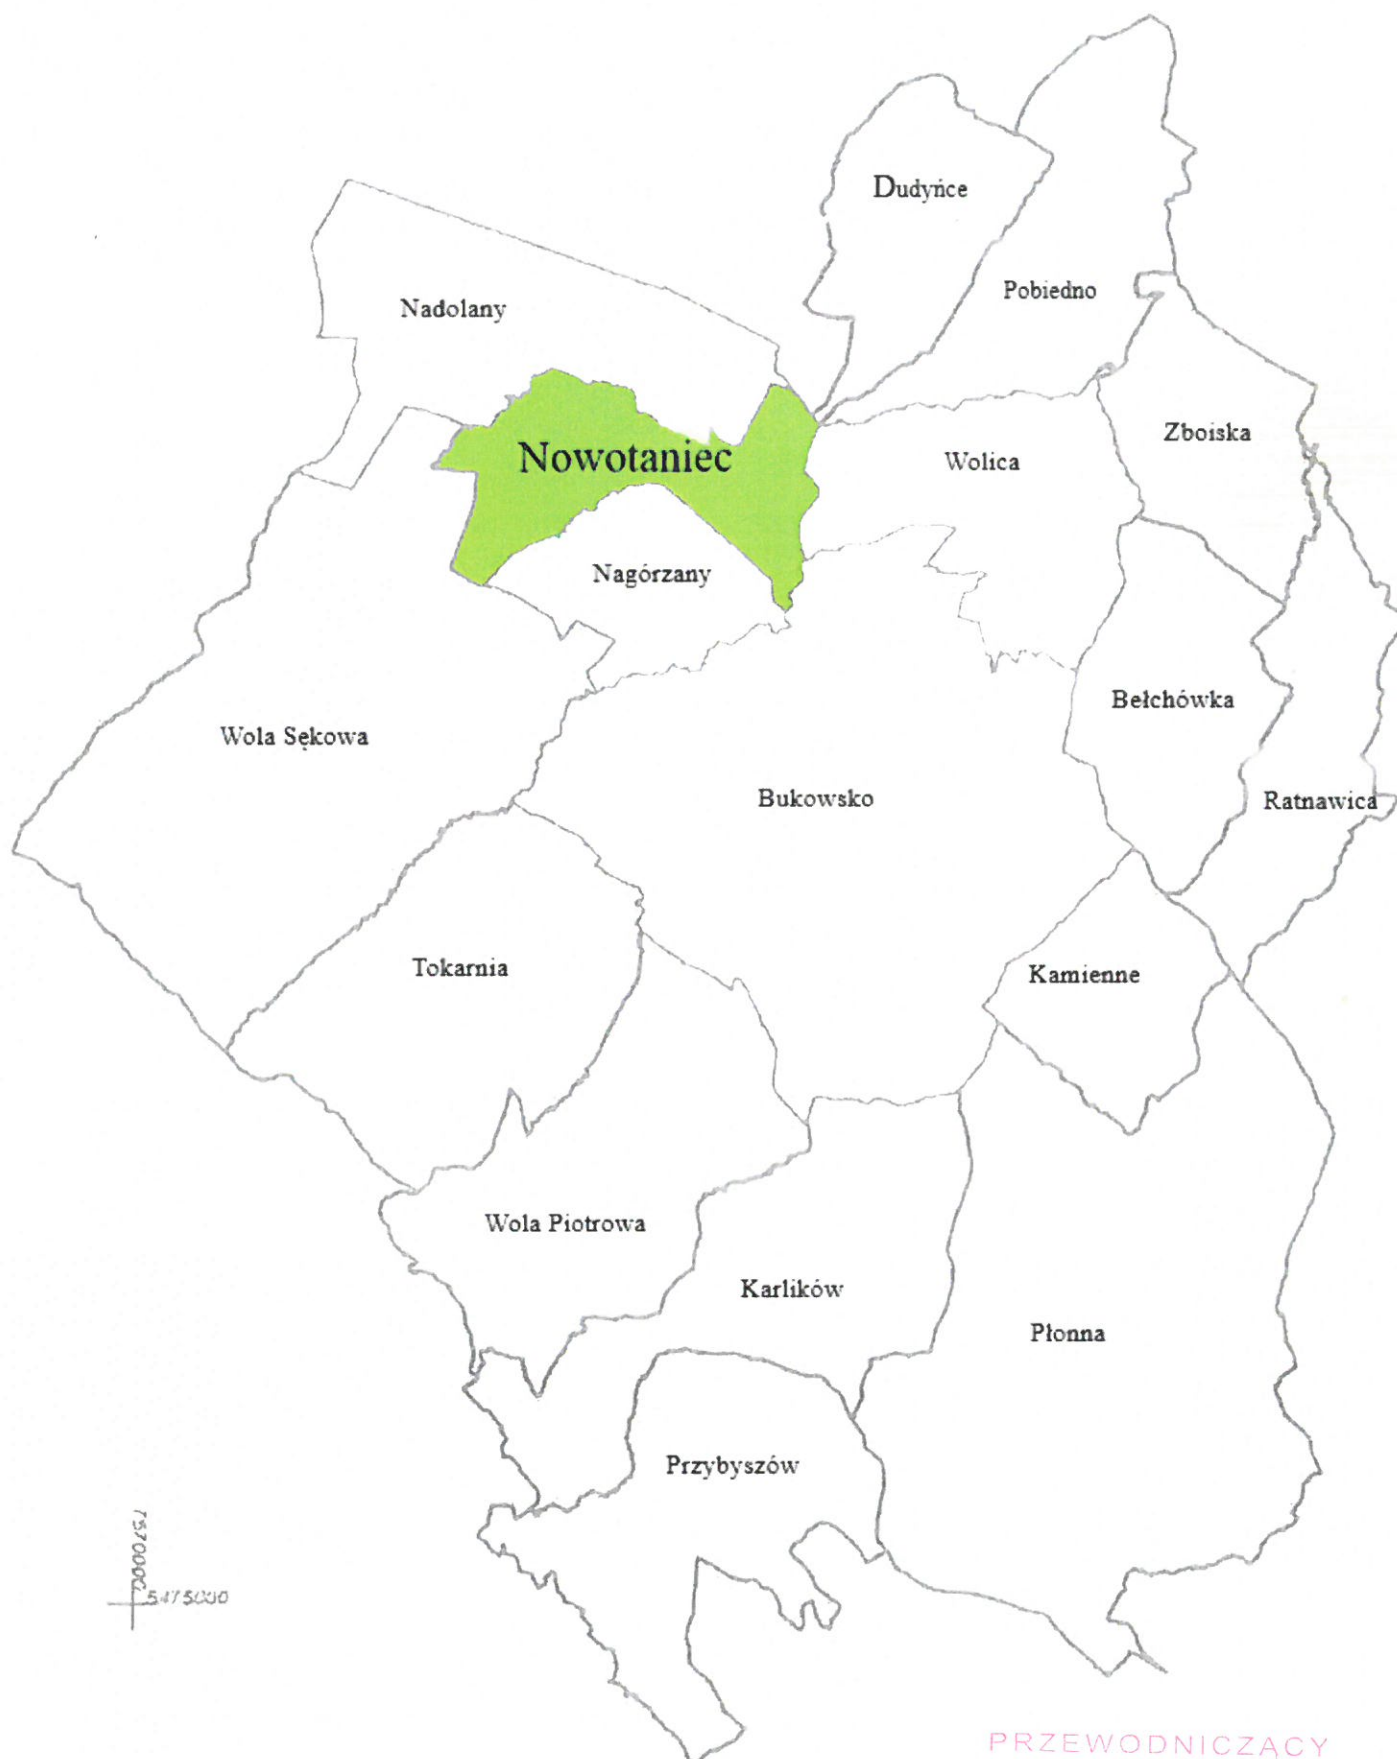 Dudyńce
Pobiedno
Nadolany
Zboiska
Nowotaniec
Wolica
Nagórzany
Bełchówka
Wola Sękowa
Bukowsko
Ratnawica
Tokarnia
Kamienne
Wola Piotrowa
Karlików
Płonna
Przybyszów
7570000
5475000
PRZEWODNICZĄCY